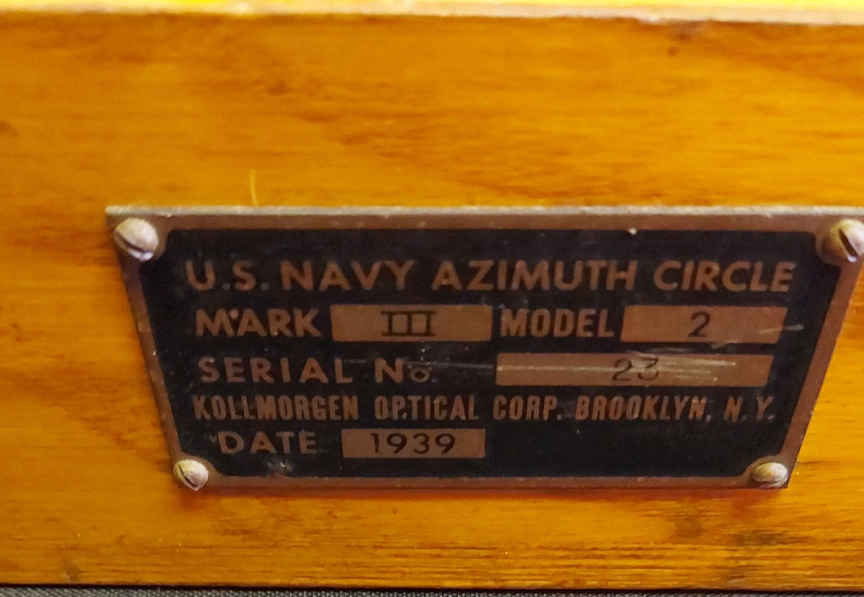 U.S. NAVY AZIMUTH CIRCLE
MARK III MODEL 2
SERIAL No. 23
KOLLMORGEN OPTICAL CORP. BROOKLYN, N.Y.
DATE 1939